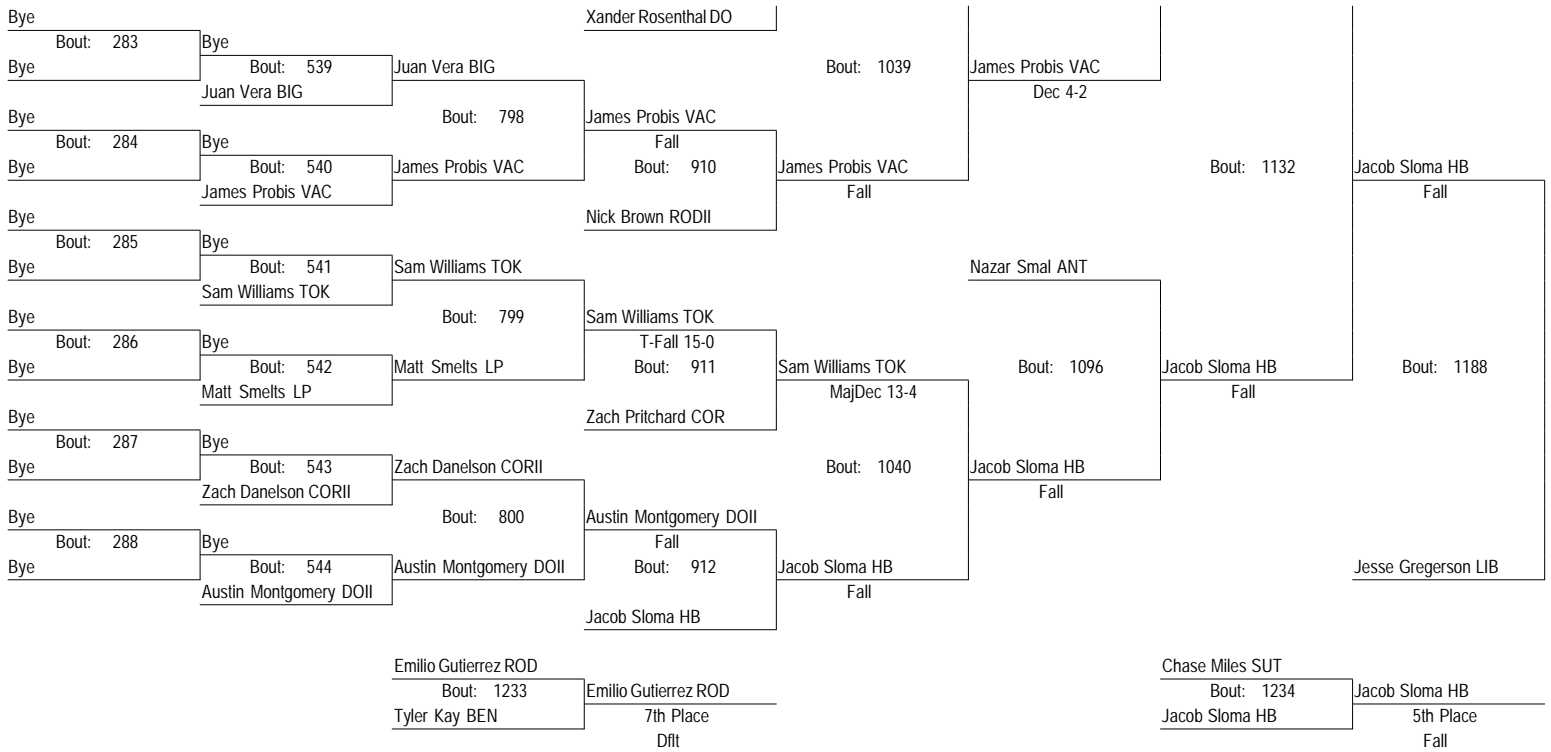 Bye
Xander Rosenthal DO
Bout: 283
Bye
Bye
Bout: 539
Juan Vera BIG
Bout: 1039
James Probis VAC
Juan Vera BIG
Dec 4-2
Bye
Bout: 798
James Probis VAC
Bout: 284
Bye
Fall
Bye
Bout: 540
James Probis VAC
Bout: 910
James Probis VAC
Bout: 1132
Jacob Sloma HB
James Probis VAC
Fall
Fall
Bye
Nick Brown RODII
Bout: 285
Bye
Bye
Bout: 541
Sam Williams TOK
Nazar Smal ANT
Sam Williams TOK
Bye
Bout: 799
Sam Williams TOK
Bout: 286
Bye
T-Fall 15-0
Bye
Bout: 542
Matt Smelts LP
Bout: 911
Sam Williams TOK
Bout: 1096
Jacob Sloma HB
Bout: 1188
Matt Smelts LP
MajDec 13-4
Fall
Bye
Zach Pritchard COR
Bout: 287
Bye
Bye
Bout: 543
Zach Danelson CORII
Bout: 1040
Jacob Sloma HB
Zach Danelson CORII
Fall
Bye
Bout: 800
Austin Montgomery DOII
Bout: 288
Bye
Fall
Bye
Bout: 544
Austin Montgomery DOII
Bout: 912
Jacob Sloma HB
Jesse Gregerson LIB
Austin Montgomery DOII
Fall
Jacob Sloma HB
Emilio Gutierrez ROD
Chase Miles SUT
Bout: 1233
Emilio Gutierrez ROD
Bout: 1234
Jacob Sloma HB
Tyler Kay BEN
7th Place
Jacob Sloma HB
5th Place
Dflt
Fall